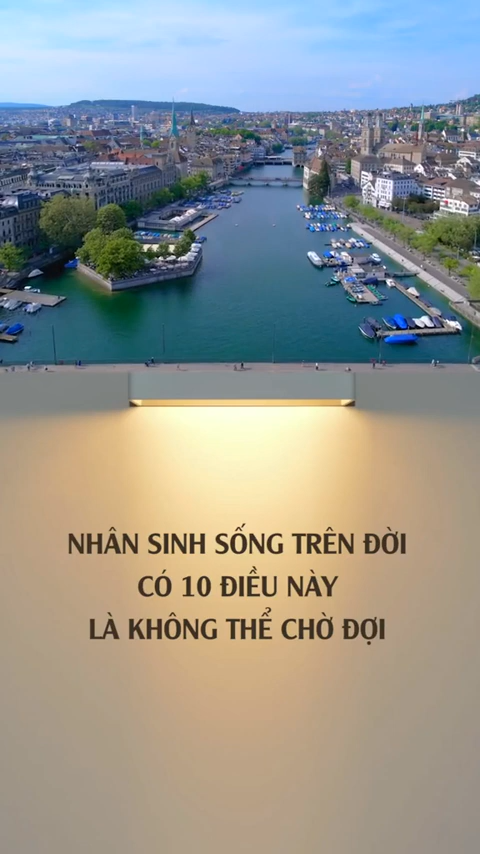 NHÂN SINH SỐNG TRÊN ĐỜI
CÓ 10 ĐIỀU NÀY
LÀ KHÔNG THỂ CHỜ ĐỢI